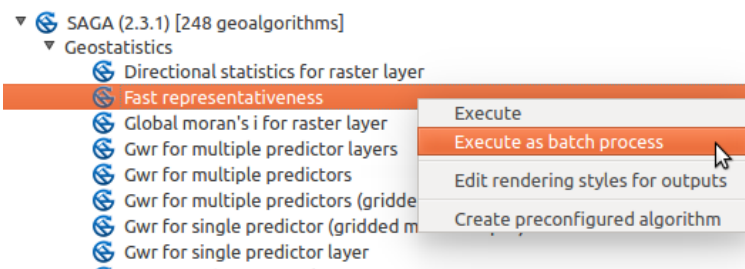 SAGA (2.3.1) [248 geoalgorithms]
Geostatistics
Directional statistics for raster layer
Fast representativeness
Global moran's i for raster layer
Gwr for multiple predictor layers
Gwr for multiple predictors
Gwr for multiple predictors (gridde
Gwr for single predictor (gridded m
Gwr for single predictor layer
Execute
Execute as batch process
Edit rendering styles for outputs
Create preconfigured algorithm